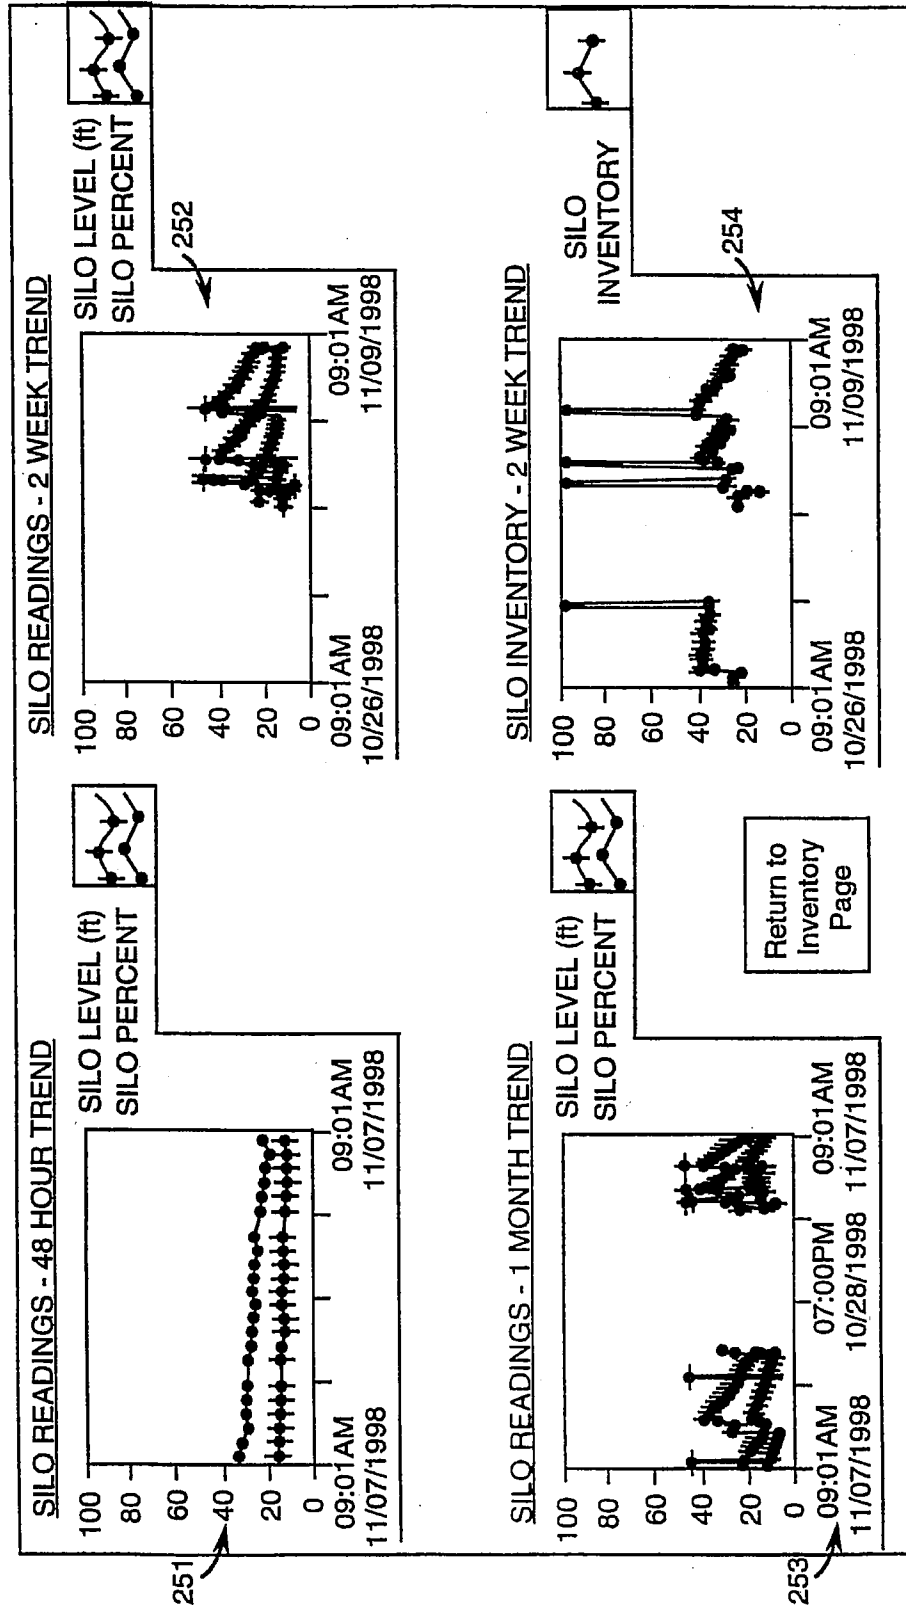 SILO READINGS - 48 HOUR TREND
SILO LEVEL (ft)
SILO PERCENT
100
80
60
40
20
0
09:01AM
11/07/1998
09:01AM
11/07/1998
251
SILO READINGS - 2 WEEK TREND
SILO LEVEL (ft)
SILO PERCENT
100
80
60
40
20
0
09:01AM
10/26/1998
09:01AM
11/09/1998
252
SILO READINGS - 1 MONTH TREND
SILO LEVEL (ft)
SILO PERCENT
100
80
60
40
20
0
09:01AM
11/07/1998
07:00PM
10/28/1998
09:01AM
11/07/1998
253
Return to
Inventory
Page
SILO INVENTORY - 2 WEEK TREND
SILO
INVENTORY
100
80
60
40
20
0
09:01AM
10/26/1998
09:01AM
11/09/1998
254